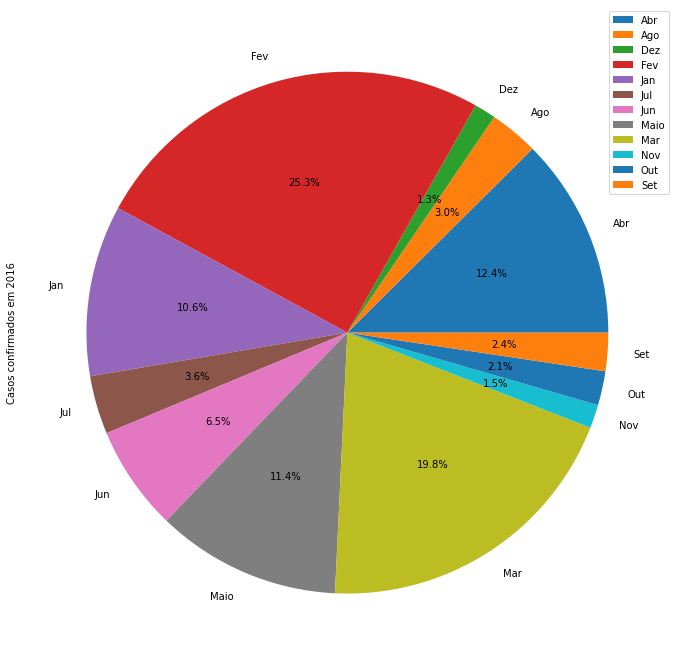 Abr
Ago
Dez
Fev
Jan
Jul
Jun
Maio
Mar
Nov
Out
Set
Fev
Dez
Ago
Abr
Jan
Jul
Jun
Maio
Mar
Nov
Out
Set
25.3%
1.3%
3.0%
12.4%
10.6%
3.6%
6.5%
11.4%
19.8%
1.5%
2.1%
2.4%
Casos confirmados em 2016